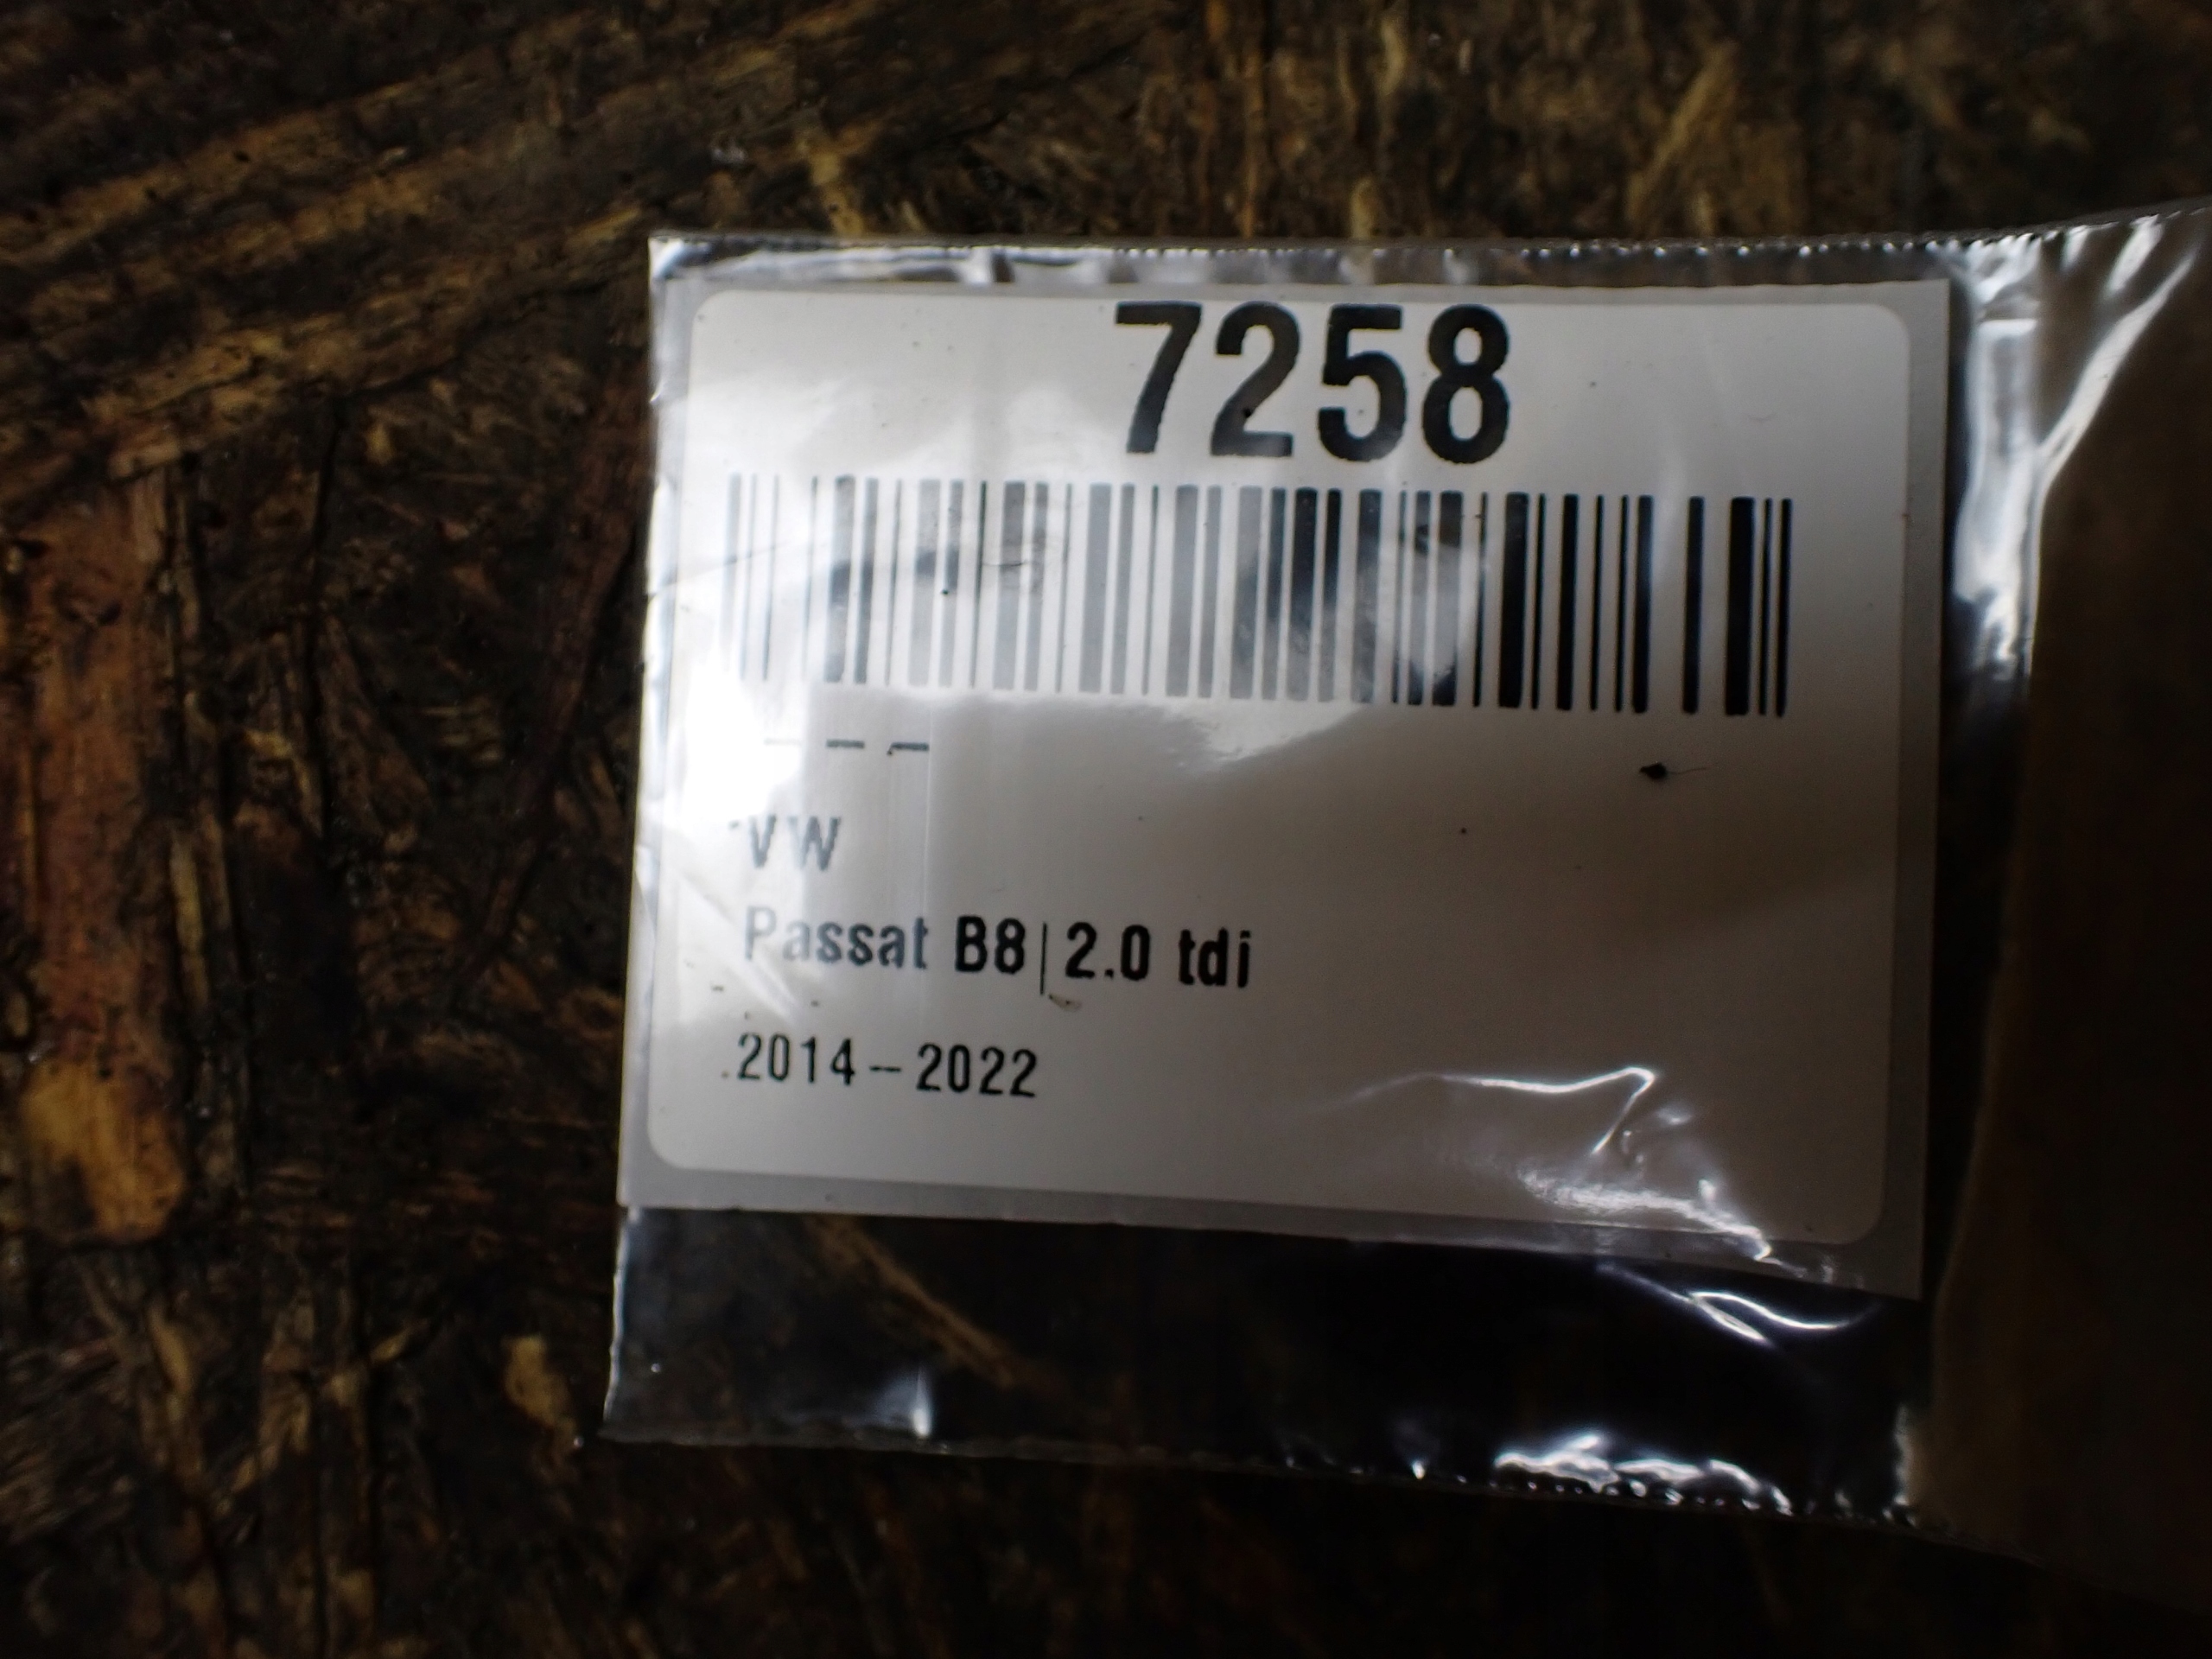 7258
– – –
VW
Passat B8|2.0 tdi
2014–2022